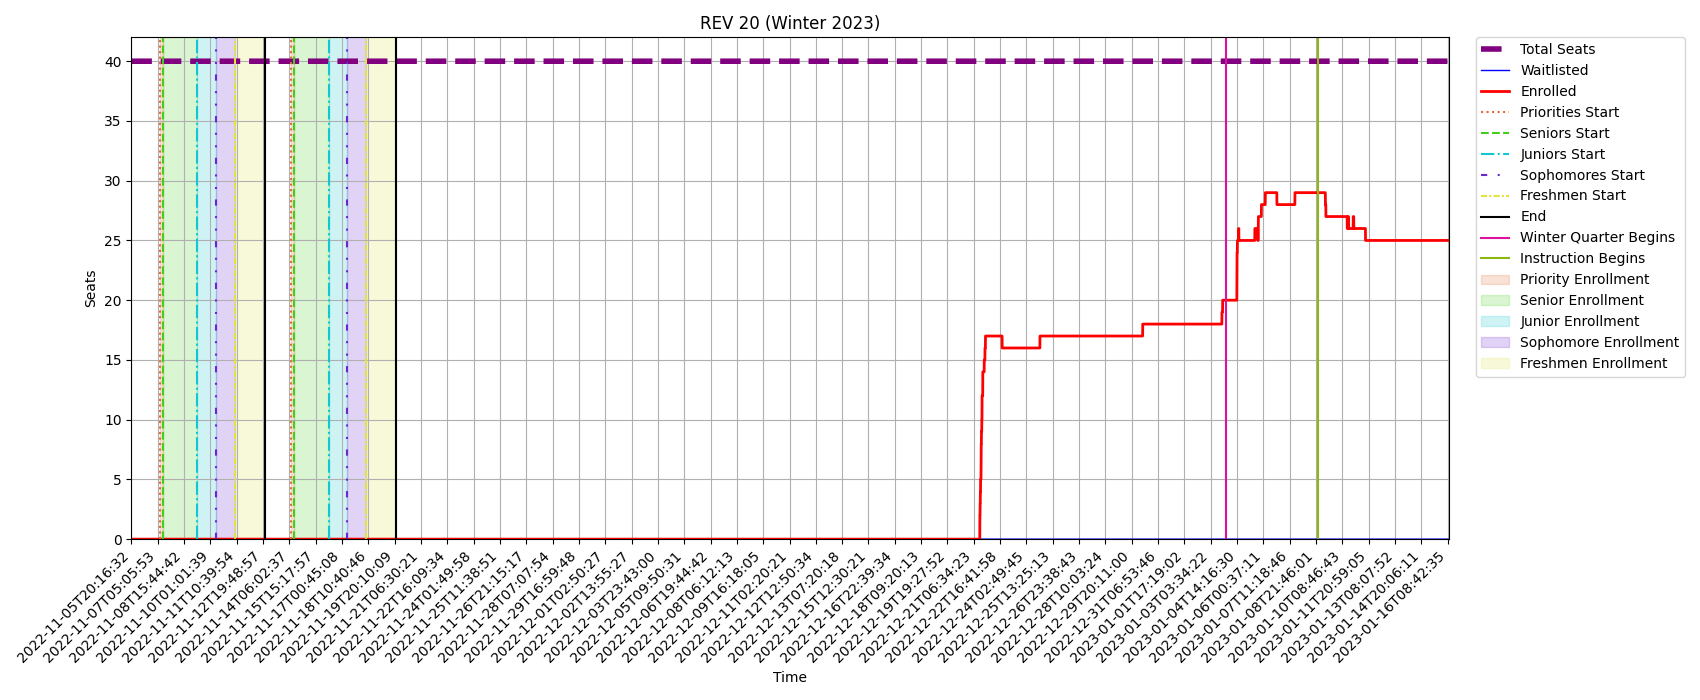 REV 20 (Winter 2023)
Seats
40
35
30
25
20
15
10
5
0
2022-11-05T20:16:32
2022-11-07T05:05:53
2022-11-08T15:44:42
2022-11-10T01:01:39
2022-11-11T10:39:54
2022-11-12T19:48:57
2022-11-14T06:02:37
2022-11-15T15:17:57
2022-11-17T00:45:08
2022-11-18T10:40:46
2022-11-19T20:10:09
2022-11-21T06:30:21
2022-11-22T16:09:34
2022-11-24T01:49:58
2022-11-25T11:38:51
2022-11-26T21:15:17
2022-11-28T07:07:54
2022-11-29T16:59:48
2022-12-01T02:50:27
2022-12-02T13:55:27
2022-12-03T23:43:00
2022-12-05T09:50:31
2022-12-06T19:44:42
2022-12-08T06:12:13
2022-12-09T16:18:05
2022-12-11T02:20:21
2022-12-12T12:50:34
2022-12-13T07:20:18
2022-12-15T12:30:21
2022-12-16T22:39:34
2022-12-18T09:20:13
2022-12-19T19:27:52
2022-12-21T06:34:23
2022-12-22T16:41:58
2022-12-24T02:49:45
2022-12-25T13:25:13
2022-12-26T23:38:43
2022-12-28T10:03:24
2022-12-29T20:11:00
2022-12-31T06:53:46
2023-01-01T17:19:02
2023-01-03T03:34:22
2023-01-04T14:16:30
2023-01-06T00:37:11
2023-01-07T11:18:46
2023-01-08T21:46:01
2023-01-10T08:46:43
2023-01-11T20:59:05
2023-01-13T08:07:52
2023-01-14T20:06:11
2023-01-16T08:42:35
Time
Total Seats
Waitlisted
Enrolled
Priorities Start
Seniors Start
Juniors Start
Sophomores Start
Freshmen Start
End
Winter Quarter Begins
Instruction Begins
Priority Enrollment
Senior Enrollment
Junior Enrollment
Sophomore Enrollment
Freshmen Enrollment